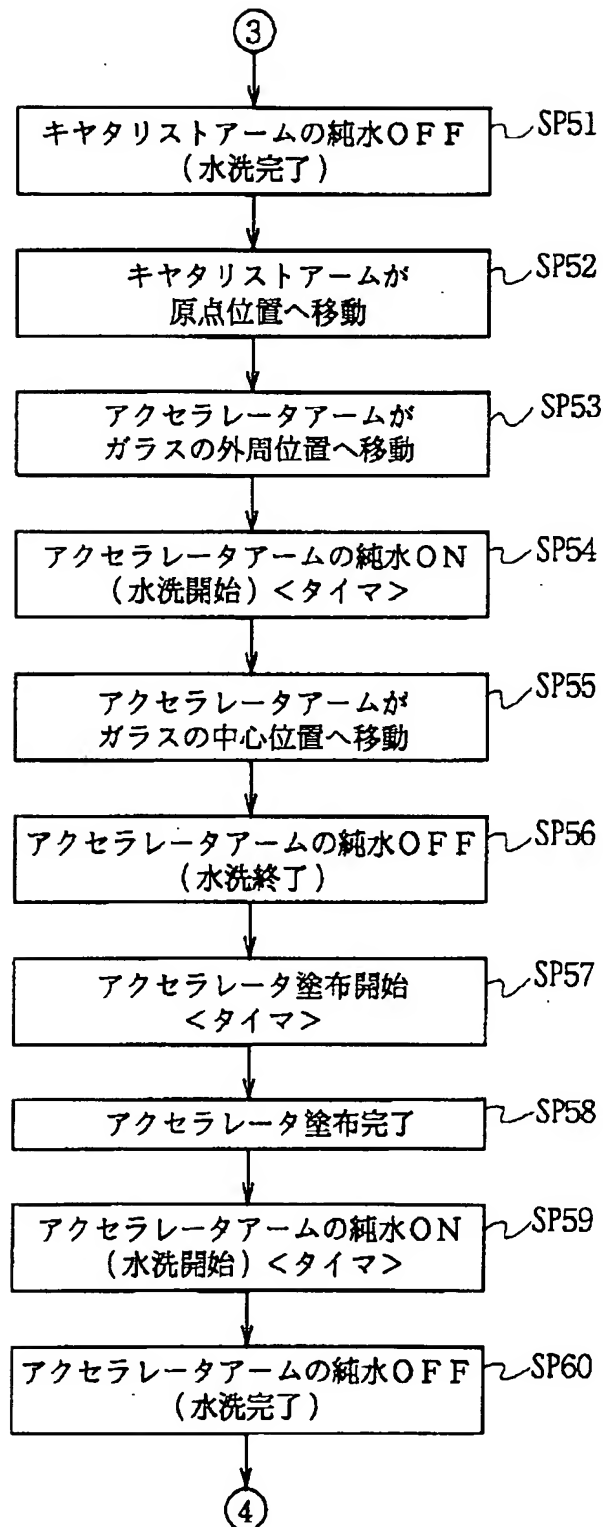 ③
キヤタリストアームの純水OFF
(水洗完了)
SP51
キヤタリストアームが
原点位置へ移動
SP52
アクセラレータアームが
ガラスの外周位置へ移動
SP53
アクセラレータアームの純水ON
(水洗開始)<タイマ>
SP54
アクセラレータアームが
ガラスの中心位置へ移動
SP55
アクセラレータアームの純水OFF
(水洗終了)
SP56
アクセラレータ塗布開始
<タイマ>
SP57
アクセラレータ塗布完了
SP58
アクセラレータアームの純水ON
(水洗開始)<タイマ>
SP59
アクセラレータアームの純水OFF
(水洗完了)
SP60
④